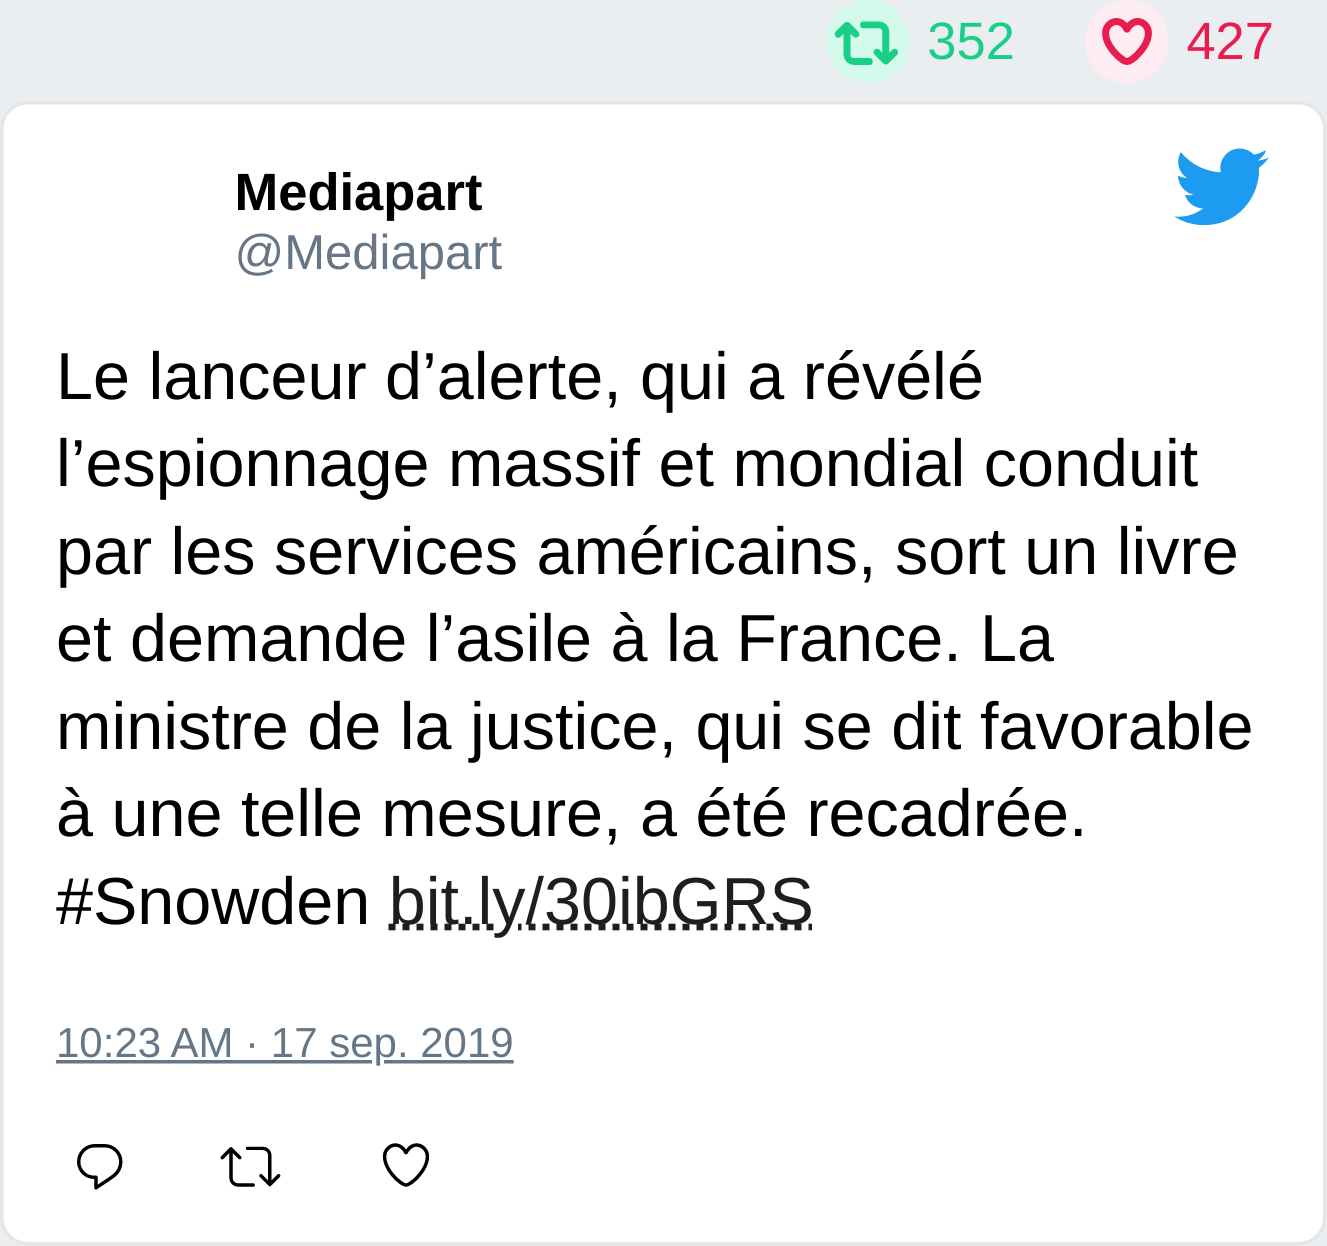 352 427
Mediapart
@Mediapart
Le lanceur d’alerte, qui a révélé
l’espionnage massif et mondial conduit
par les services américains, sort un livre
et demande l’asile à la France. La
ministre de la justice, qui se dit favorable
à une telle mesure, a été recadrée.
#Snowden bit.ly/30ibGRS
10:23 AM · 17 sep. 2019